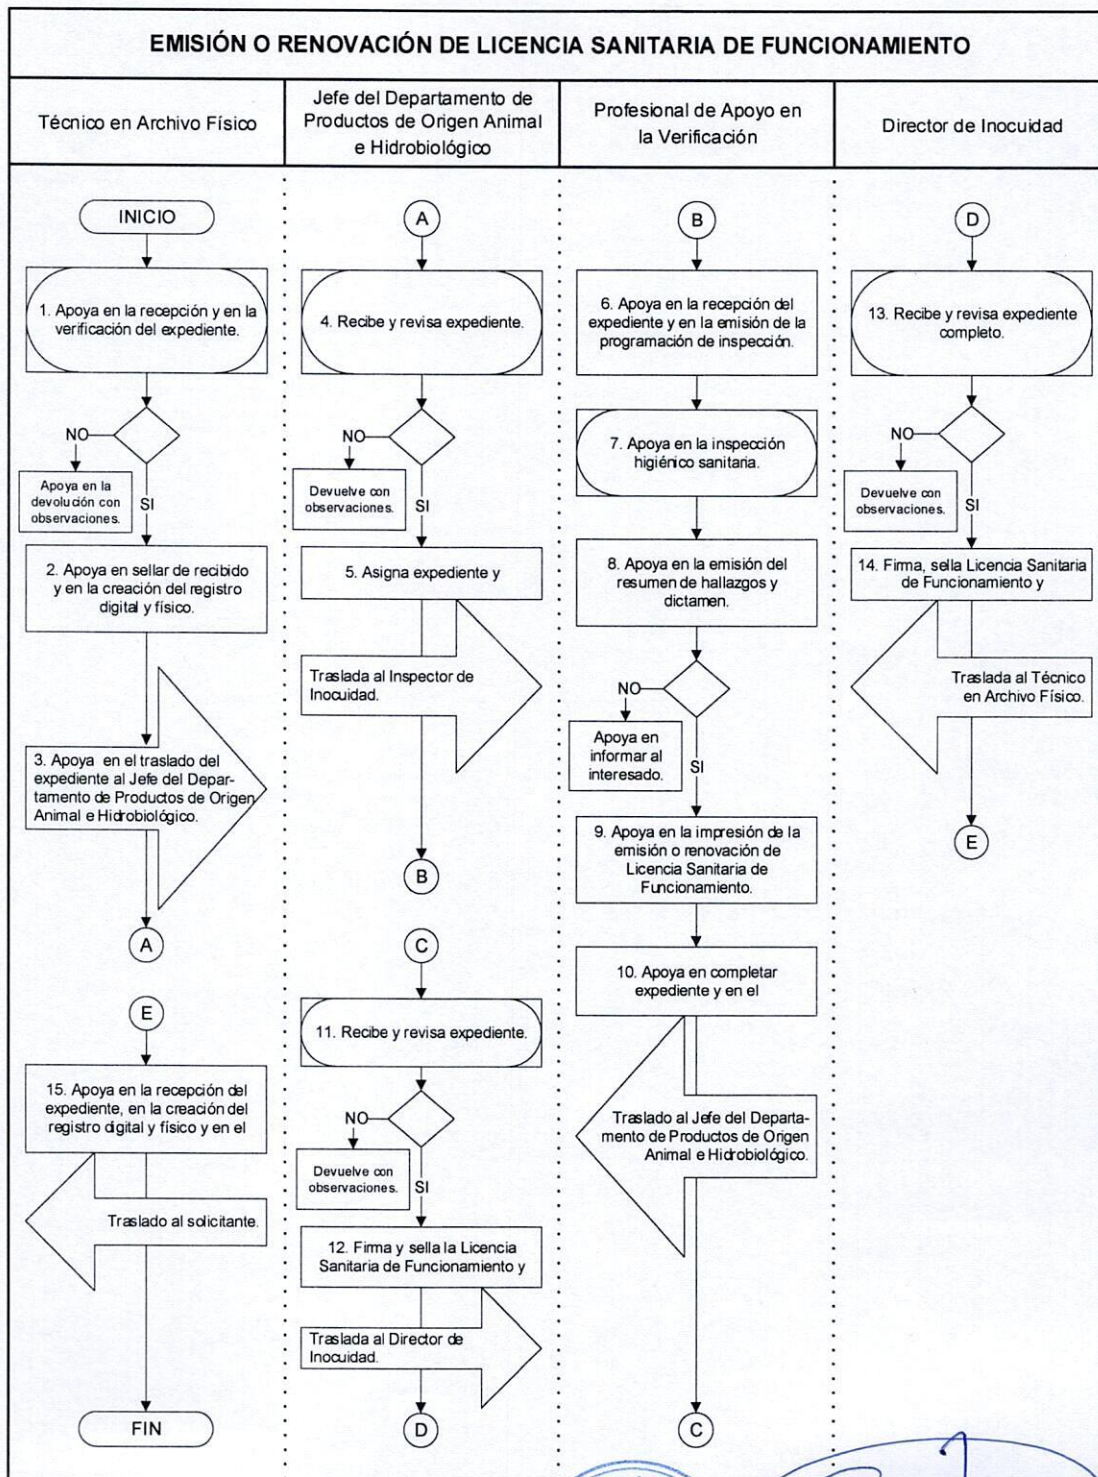 EMISIÓN O RENOVACIÓN DE LICENCIA SANITARIA DE FUNCIONAMIENTO
Técnico en Archivo Físico
Jefe del Departamento de
Productos de Origen Animal
e Hidrobiológico
Profesional de Apoyo en
la Verificación
Director de Inocuidad
INICIO
1. Apoya en la recepción y en la
verificación del expediente.
NO
Apoya en la
devolución con
observaciones.
SI
2. Apoya en sellar de recibido
y en la creación del registro
digital y físico.
3. Apoya en el traslado del
expediente al Jefe del Depar-
tamento de Productos de Origen
Animal e Hidrobiológico.
A
E
15. Apoya en la recepción del
expediente, en la creación del
registro digital y físico y en el
Traslado al solicitante.
FIN
A
4. Recibe y revisa expediente.
NO
Devuelve con
observaciones.
SI
5. Asigna expediente y
Traslada al Inspector de
Inocuidad.
B
C
11. Recibe y revisa expediente.
NO
Devuelve con
observaciones.
SI
12. Firma y sella la Licencia
Sanitaria de Funcionamiento y
Traslada al Director de
Inocuidad.
D
B
6. Apoya en la recepción del
expediente y en la emisión de la
programación de inspección.
7. Apoya en la inspección
higiénico sanitaria.
8. Apoya en la emisión del
resumen de hallazgos y
dictamen.
NO
Apoya en
informar al
interesado.
SI
9. Apoya en la impresión de la
emisión o renovación de
Licencia Sanitaria de
Funcionamiento.
10. Apoya en completar
expediente y en el
Traslado al Jefe del Departa-
mento de Productos de Origen
Animal e Hidrobiológico.
C
D
13. Recibe y revisa expediente
completo.
NO
Devuelve con
observaciones.
SI
14. Firma, sella Licencia Sanitaria
de Funcionamiento y
Traslada al Técnico
en Archivo Físico.
E